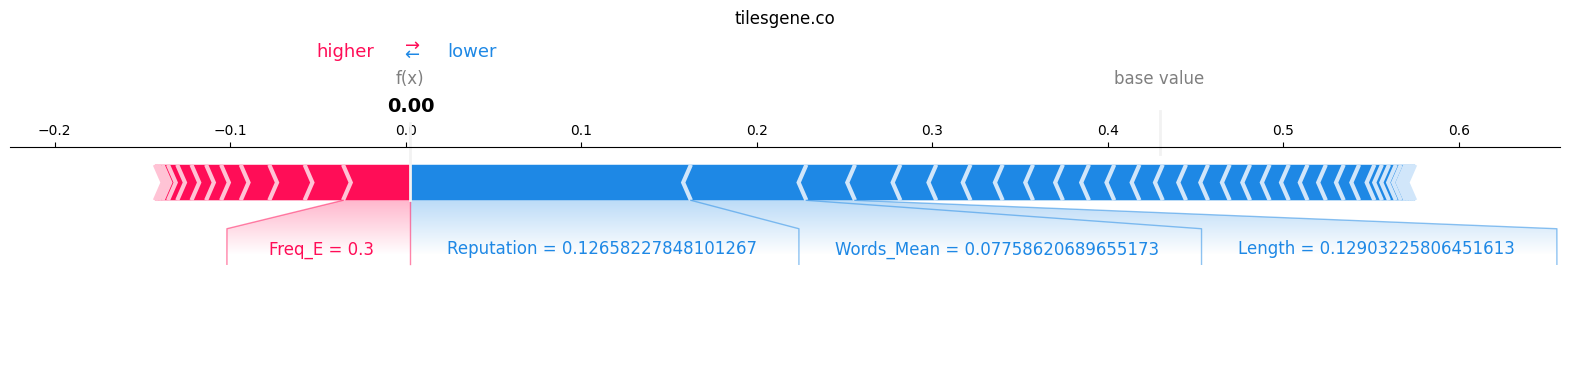 tilesgene.co
higher → lower
←
f(x) base value
0.00
−0.2 −0.1 0.0 0.1 0.2 0.3 0.4 0.5 0.6
Freq_E = 0.3 Reputation = 0.12658227848101267 Words_Mean = 0.07758620689655173 Length = 0.12903225806451613